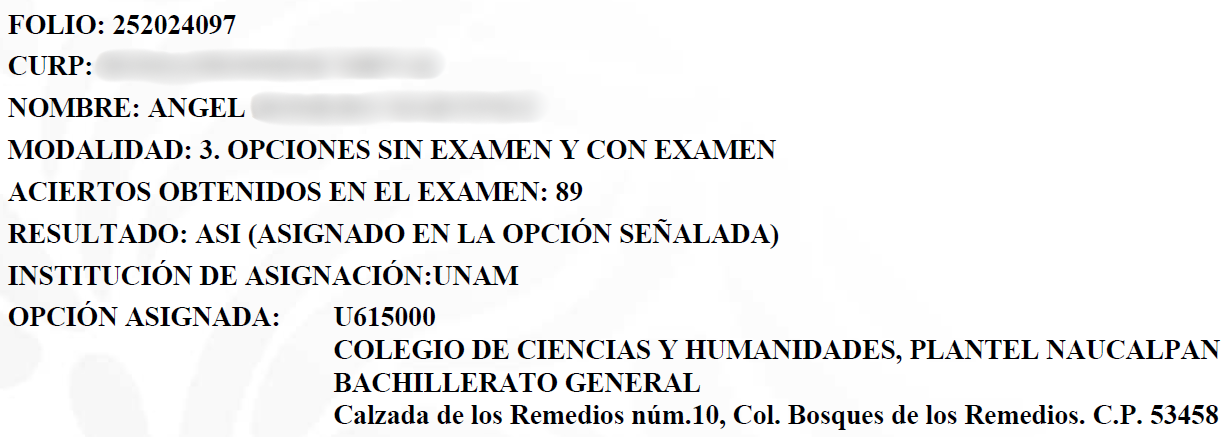 FOLIO: 252024097
CURP:
NOMBRE: ANGEL
MODALIDAD: 3. OPCIONES SIN EXAMEN Y CON EXAMEN
ACIERTOS OBTENIDOS EN EL EXAMEN: 89
RESULTADO: ASI (ASIGNADO EN LA OPCIÓN SEÑALADA)
INSTITUCIÓN DE ASIGNACIÓN:UNAM
OPCIÓN ASIGNADA: U615000
COLEGIO DE CIENCIAS Y HUMANIDADES, PLANTEL NAUCALPAN
BACHILLERATO GENERAL
Calzada de los Remedios núm.10, Col. Bosques de los Remedios. C.P. 53458